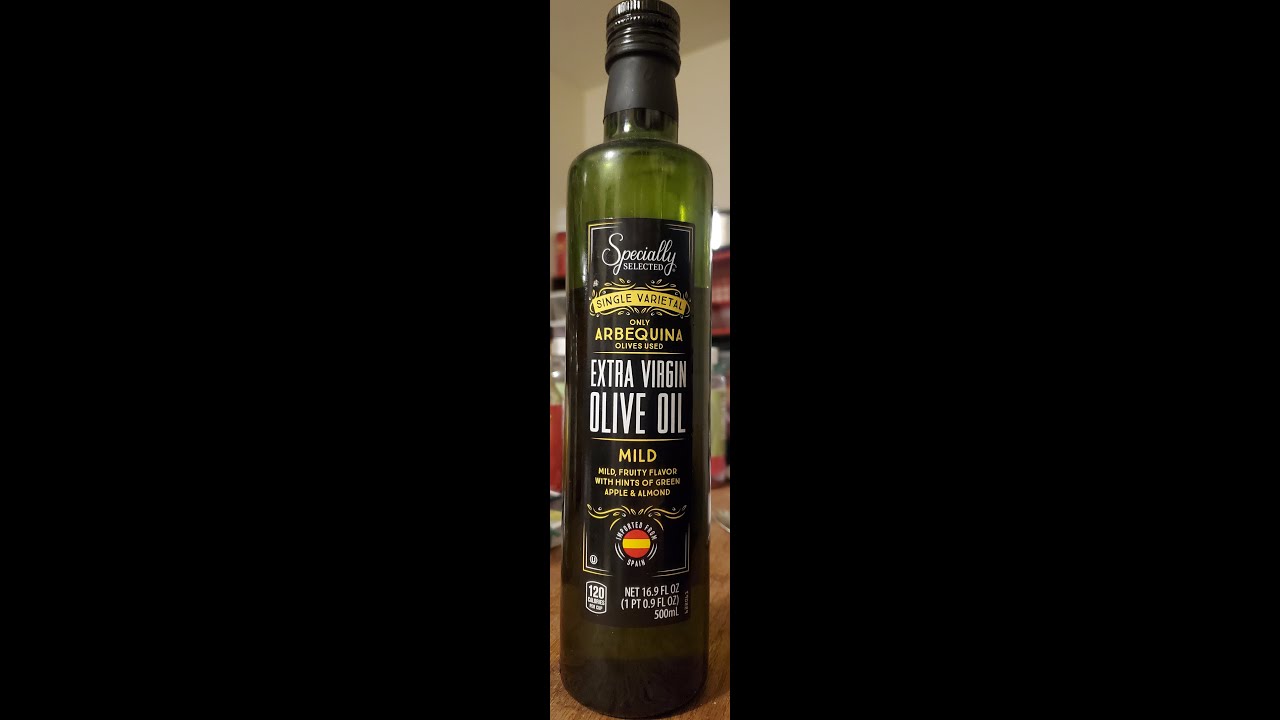 Specially
SELECTED
SINGLE VARIETAL
ONLY
ARBEQUINA
OLIVES USED
EXTRA VIRGIN
OLIVE OIL
MILD
MILD, FRUITY FLAVOR
WITH HINTS OF GREEN
APPLE & ALMOND
IMPORTED FROM
SPAIN
U
120
CALORIES
NET 16.9 FL OZ
(1 PT 0.9 FL OZ)
500mL